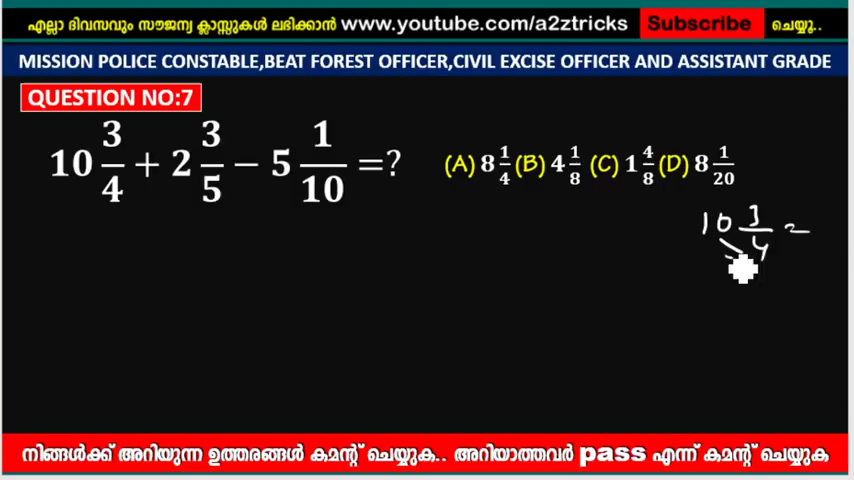 എല്ലാ ദിവസവും സൗജന്യ ക്ലാസ്സുകൾ ലഭിക്കാൻ www.youtube.com/a2ztricks Subscribe ചെയ്യൂ..
MISSION POLICE CONSTABLE,BEAT FOREST OFFICER,CIVIL EXCISE OFFICER AND ASSISTANT GRADE
QUESTION NO:7
10 3/4 + 2 3/5 − 5 1/10 =? (A) 8 1/4 (B) 4 1/8 (C) 1 4/8 (D) 8 1/20
10 3/4 =
നിങ്ങൾക്ക് അറിയുന്ന ഉത്തരങ്ങൾ കമന്റ് ചെയ്യുക.. അറിയാത്തവർ pass എന്ന് കമന്റ് ചെയ്യുക